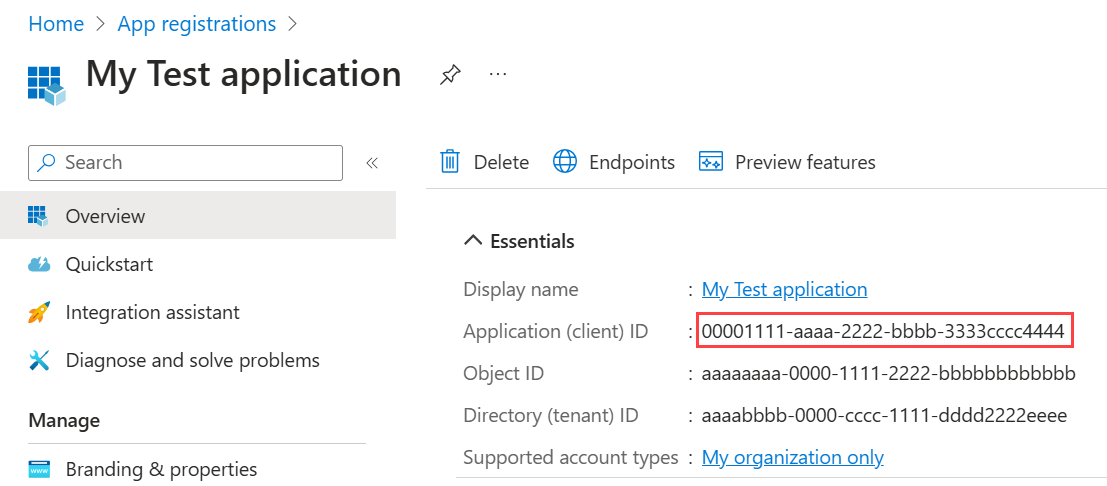 Home > App registrations >
My Test application
...
Search «
Delete Endpoints Preview features
Overview
Quickstart
Integration assistant
Diagnose and solve problems
Manage
Branding & properties
Essentials
Display name : My Test application
Application (client) ID : 00001111-aaaa-2222-bbbb-3333cccc4444
Object ID : aaaaaaaa-0000-1111-2222-bbbbbbbbbbbb
Directory (tenant) ID : aaaabbbb-0000-cccc-1111-dddd2222eeee
Supported account types : My organization only